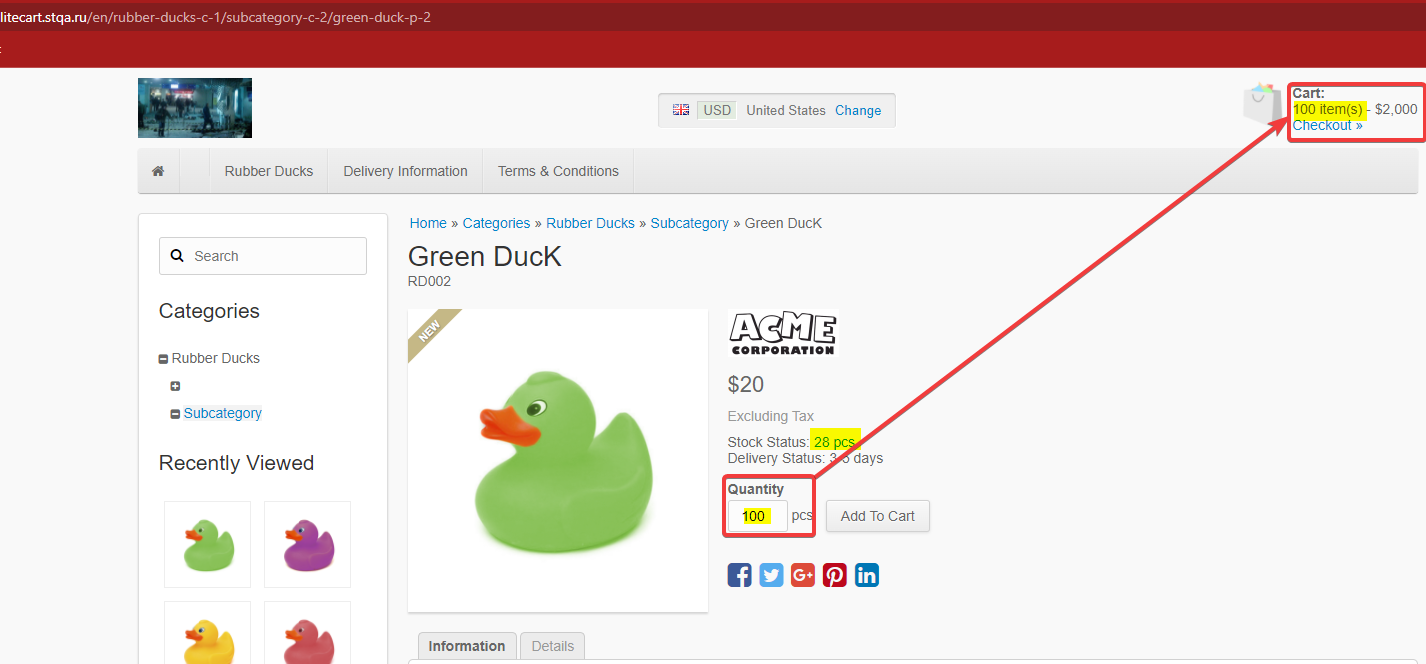 litecart.stqa.ru/en/rubber-ducks-c-1/subcategory-c-2/green-duck-p-2
USD United States Change
Cart:
100 item(s) - $2,000
Checkout »
Rubber Ducks Delivery Information Terms & Conditions
Home » Categories » Rubber Ducks » Subcategory » Green DucK
Search
Green DucK
RD002
Categories
Rubber Ducks
Subcategory
Recently Viewed
NEW
ACME
CORPORATION
$20
Excluding Tax
Stock Status: 28 pcs
Delivery Status: 3-5 days
Quantity
100 pcs Add To Cart
Information Details